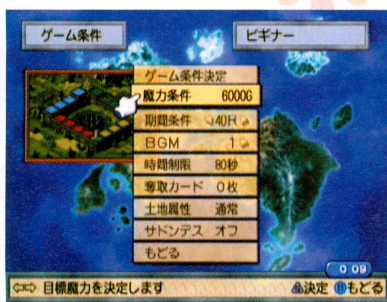 ゲーム条件 ビギナー
ゲーム条件決定
魔力条件 6000G
期間条件 40R
BGM 1
時間制限 80秒
奪取カード 0枚
土地属性 通常
サドンデス オフ
もどる
0:09
目標魔力を決定します 決定 もどる